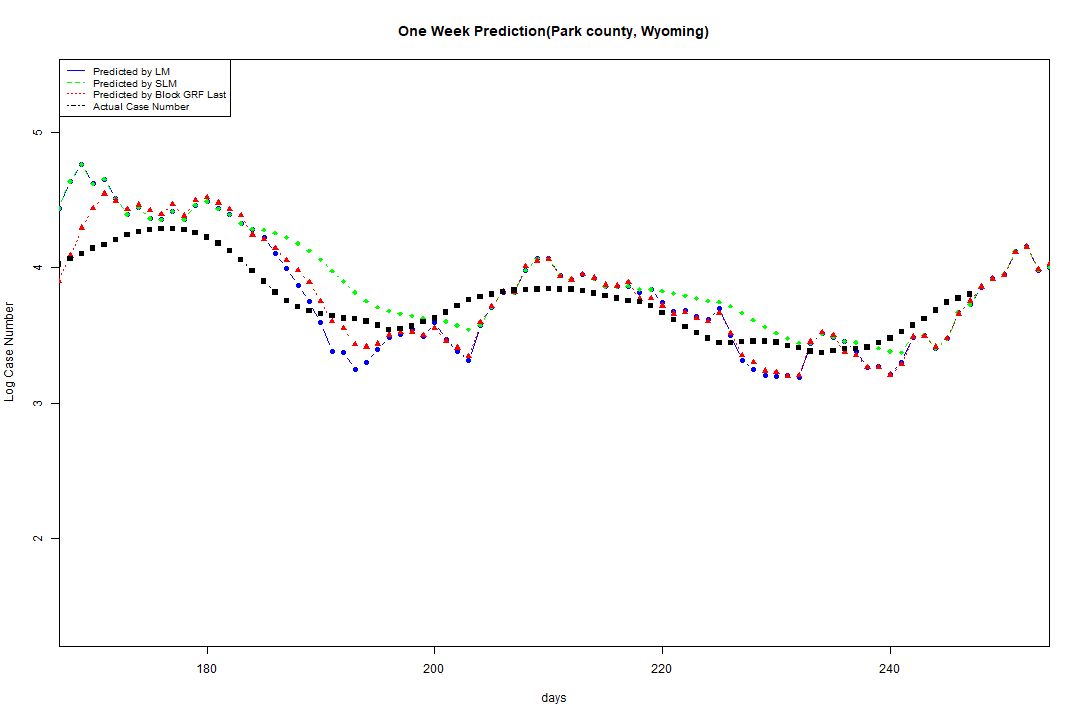 One Week Prediction(Park county, Wyoming)
Predicted by LM
Predicted by SLM
Predicted by Block GRF Last
Actual Case Number
5
4
3
2
Log Case Number
180 200 220 240
days